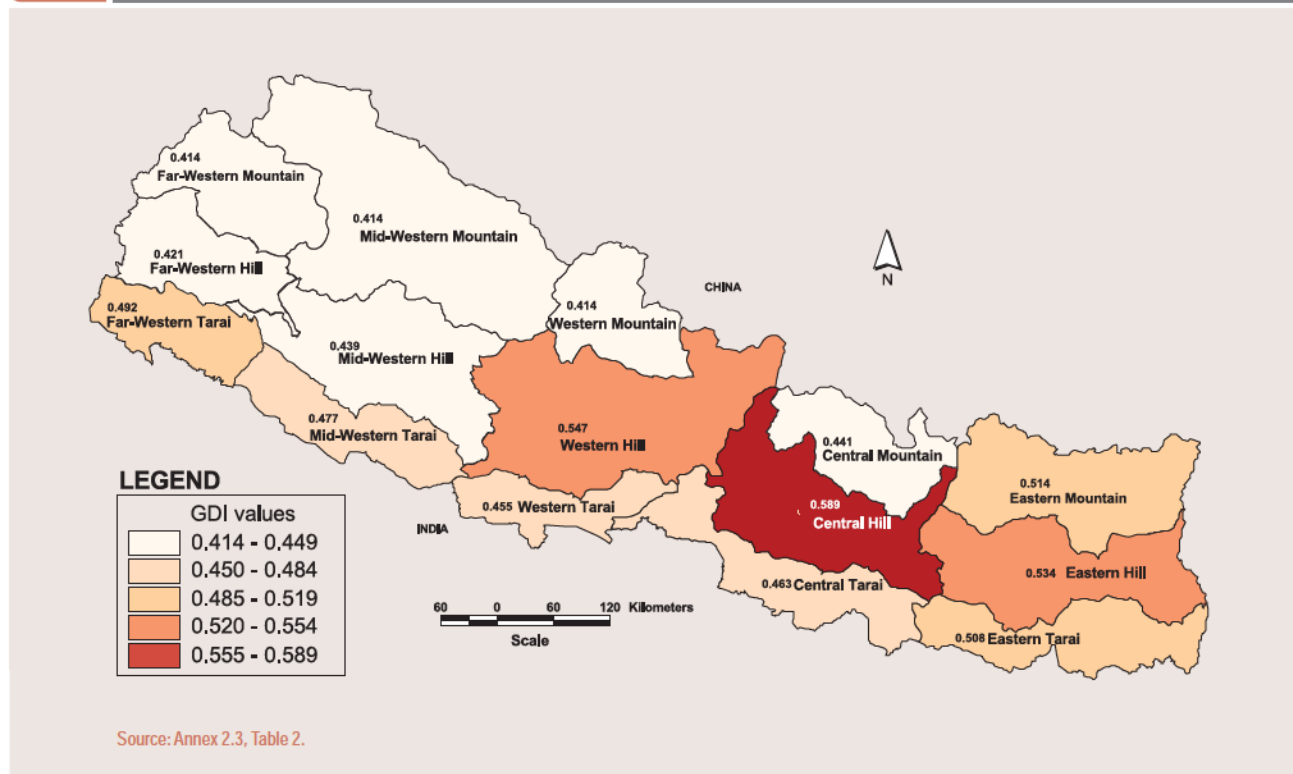 0.414
Far-Western Mountain
0.414
Mid-Western Mountain
0.421
Far-Western Hill
0.492
Far-Western Tarai
0.439
Mid-Western Hill
0.477
Mid-Western Tarai
0.414
Western Mountain
CHINA
N
0.547
Western Hill
0.455 Western Tarai
INDIA
0.441
Central Mountain
0.589
Central Hill
0.463 Central Tarai
0.514
Eastern Mountain
0.534 Eastern Hill
0.508 Eastern Tarai
LEGEND
GDI values
0.414 - 0.449
0.450 - 0.484
0.485 - 0.519
0.520 - 0.554
0.555 - 0.589
60 0 60 120 Kilometers
Scale
Source: Annex 2.3, Table 2.